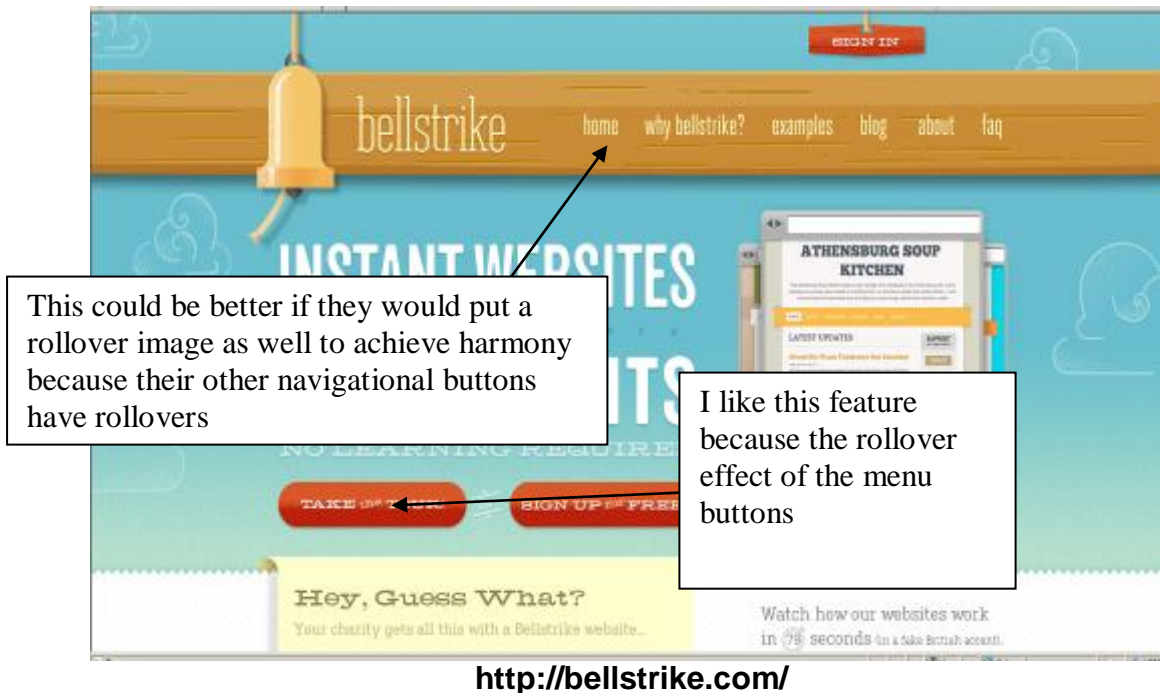 SIGN IN
bellstrike
home why bellstrike? examples blog about faq
INSTANT WEBSITES
ATHENSBURG SOUP
KITCHEN
LATEST UPDATES
This could be better if they would put a
rollover image as well to achieve harmony
because their other navigational buttons
have rollovers
I like this feature
because the rollover
effect of the menu
buttons
NO LEARNING REQUIRE
TAKE the TOUR
SIGN UP for FREE
Hey, Guess What?
Your charity gets all this with a Bellstrike website...
Watch how our websites work
in 79 seconds (in a fake British accent).
http://bellstrike.com/